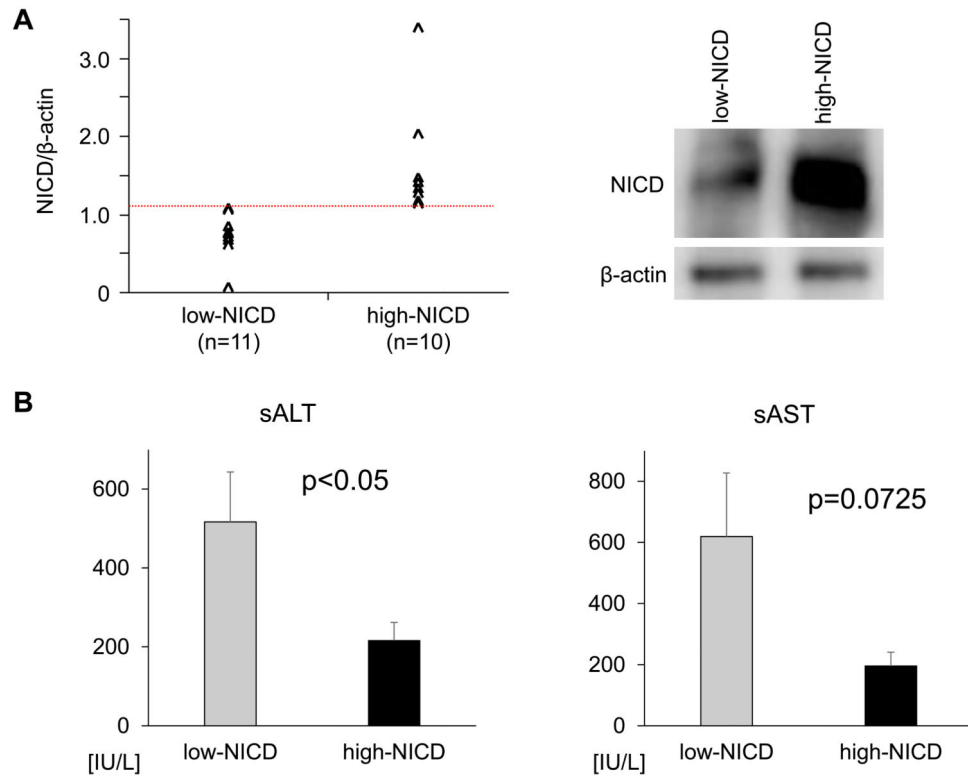 A
NICD/β-actin
3.0
2.0
1.0
0
low-NICD
(n=11)
high-NICD
(n=10)
low-NICD
high-NICD
NICD
β-actin
B
sALT
p<0.05
600
400
200
0
[IU/L]
low-NICD
high-NICD
sAST
p=0.0725
800
600
400
200
0
[IU/L]
low-NICD
high-NICD